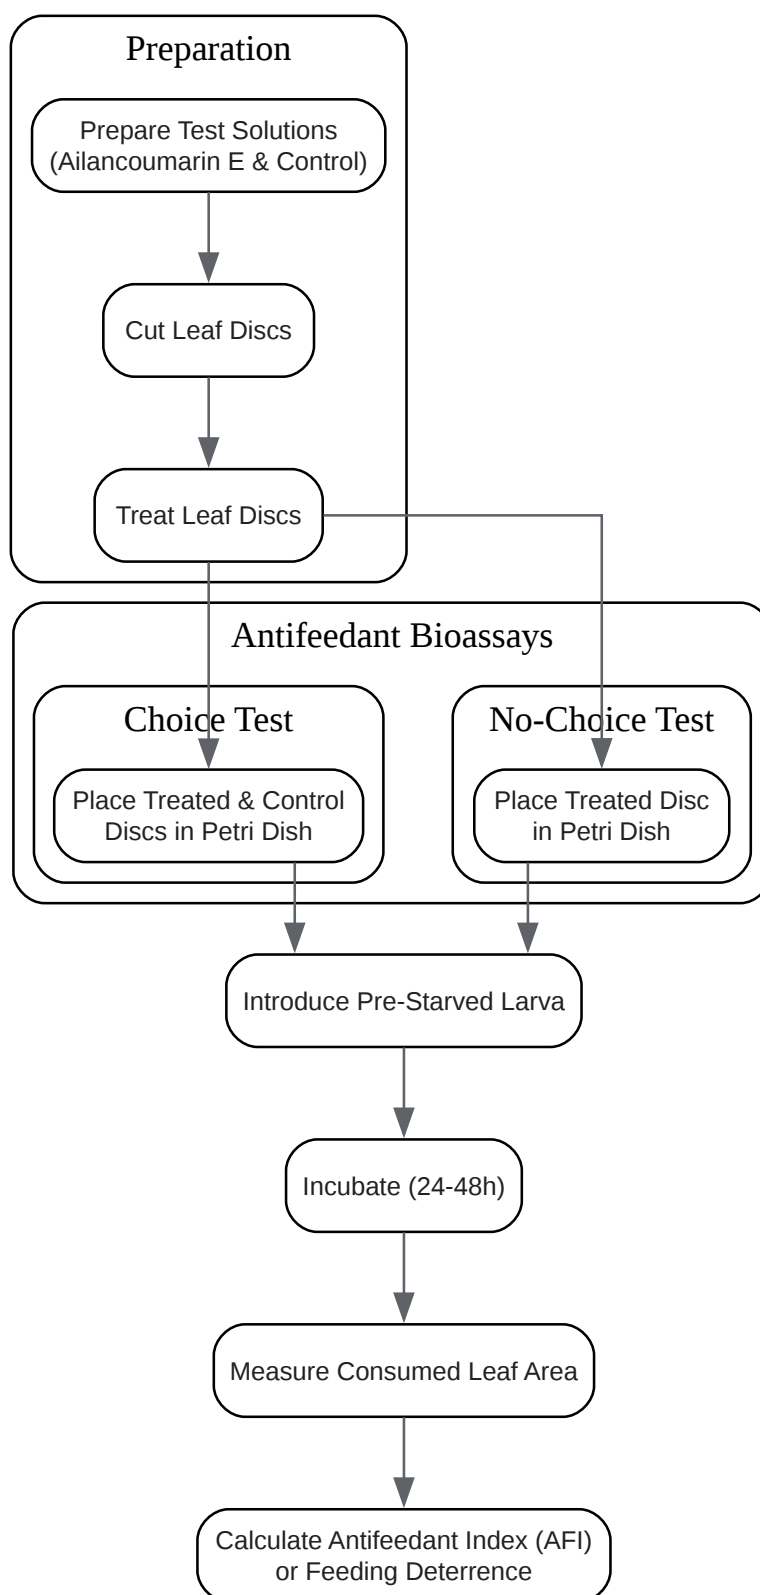 Preparation
Prepare Test Solutions
(Ailancoumarin E & Control)
Cut Leaf Discs
Treat Leaf Discs
Antifeedant Bioassays
Choice Test
No-Choice Test
Place Treated & Control
Discs in Petri Dish
Place Treated Disc
in Petri Dish
Introduce Pre-Starved Larva
Incubate (24-48h)
Measure Consumed Leaf Area
Calculate Antifeedant Index (AFI)
or Feeding Deterrence